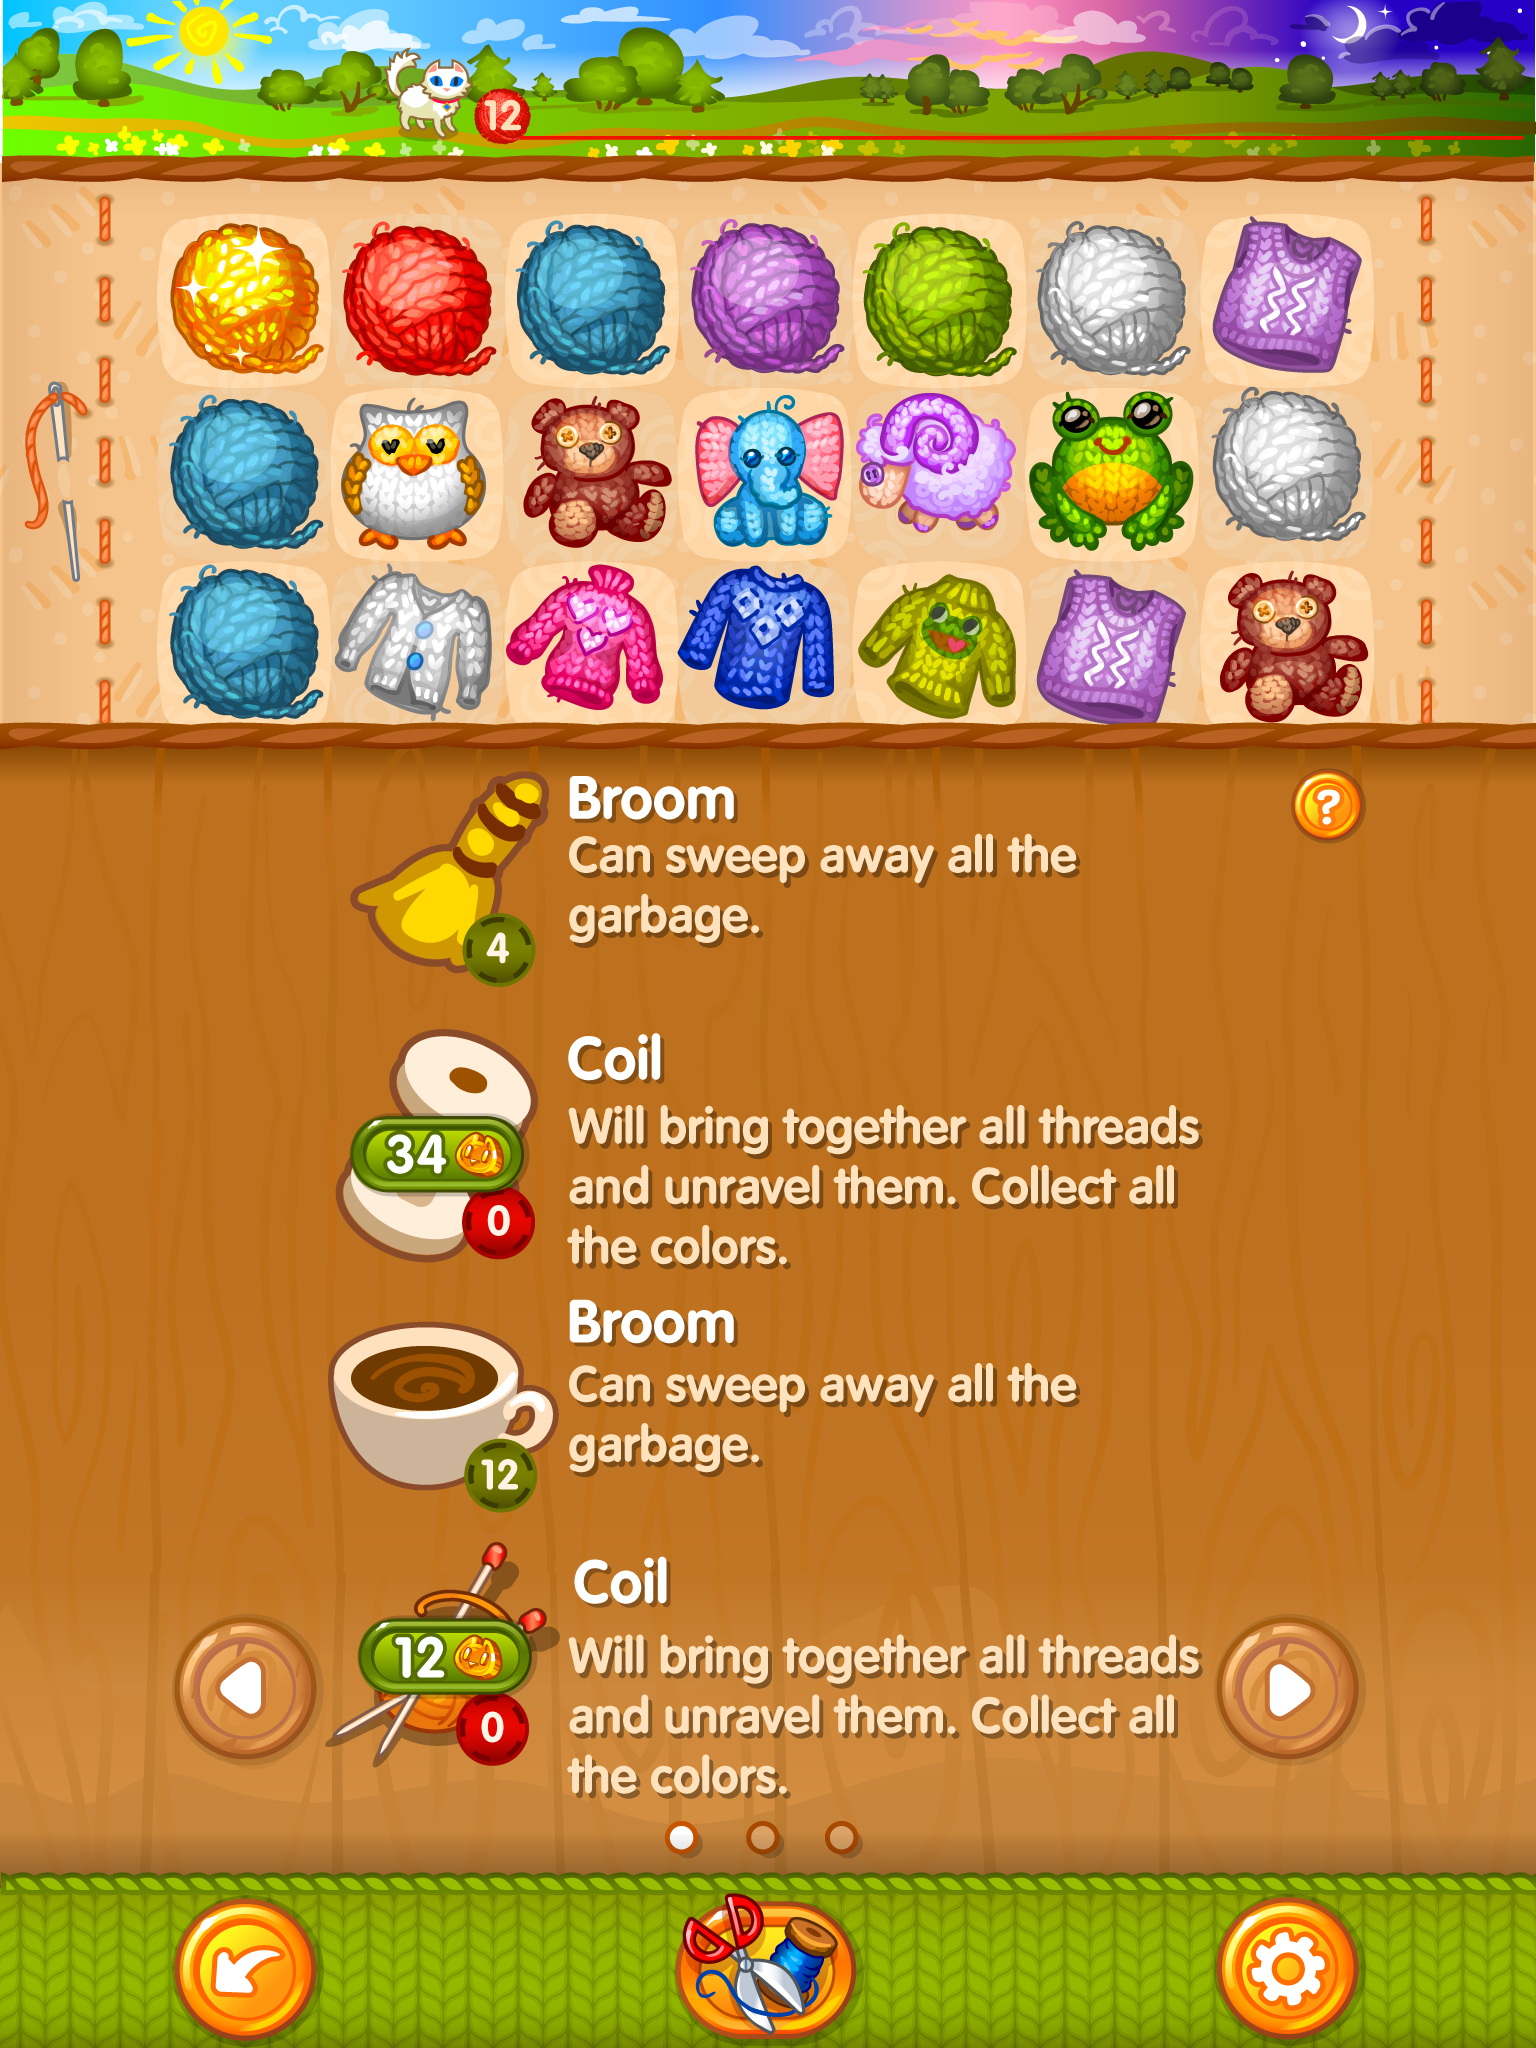 12
Broom
Can sweep away all the
garbage.
4
?
Coil
Will bring together all threads
and unravel them. Collect all
the colors.
34
0
Broom
Can sweep away all the
garbage.
12
Coil
Will bring together all threads
and unravel them. Collect all
the colors.
12
0